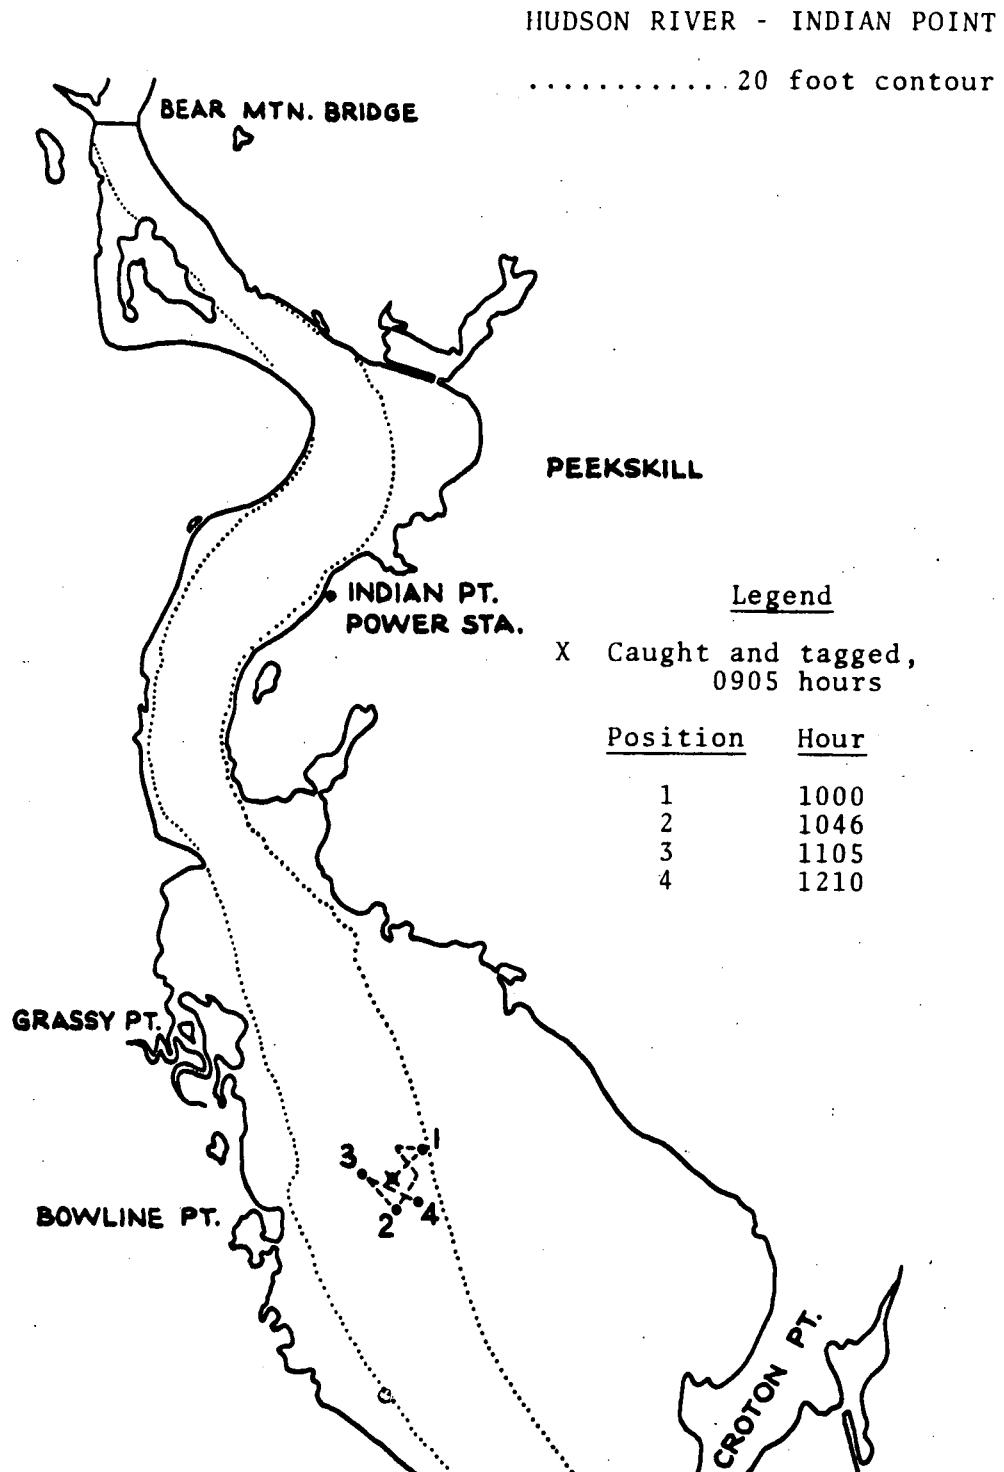 HUDSON RIVER - INDIAN POINT
............ 20 foot contour
BEAR MTN. BRIDGE
PEEKSKILL
INDIAN PT.
POWER STA.
Legend
X Caught and tagged,
0905 hours
Position Hour
1 1000
2 1046
3 1105
4 1210
GRASSY PT.
1
3
BOWLINE PT.
2
4
CROTON PT.